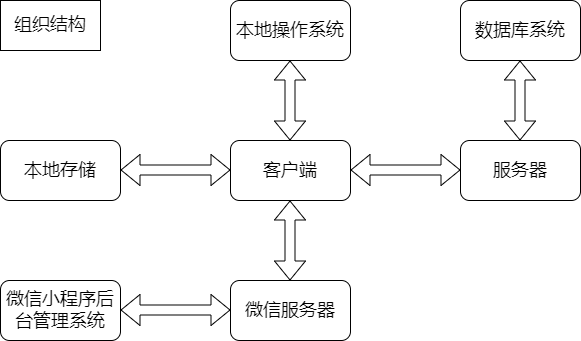 组织结构
本地操作系统
数据库系统
本地存储
客户端
服务器
微信小程序后
台管理系统
微信服务器